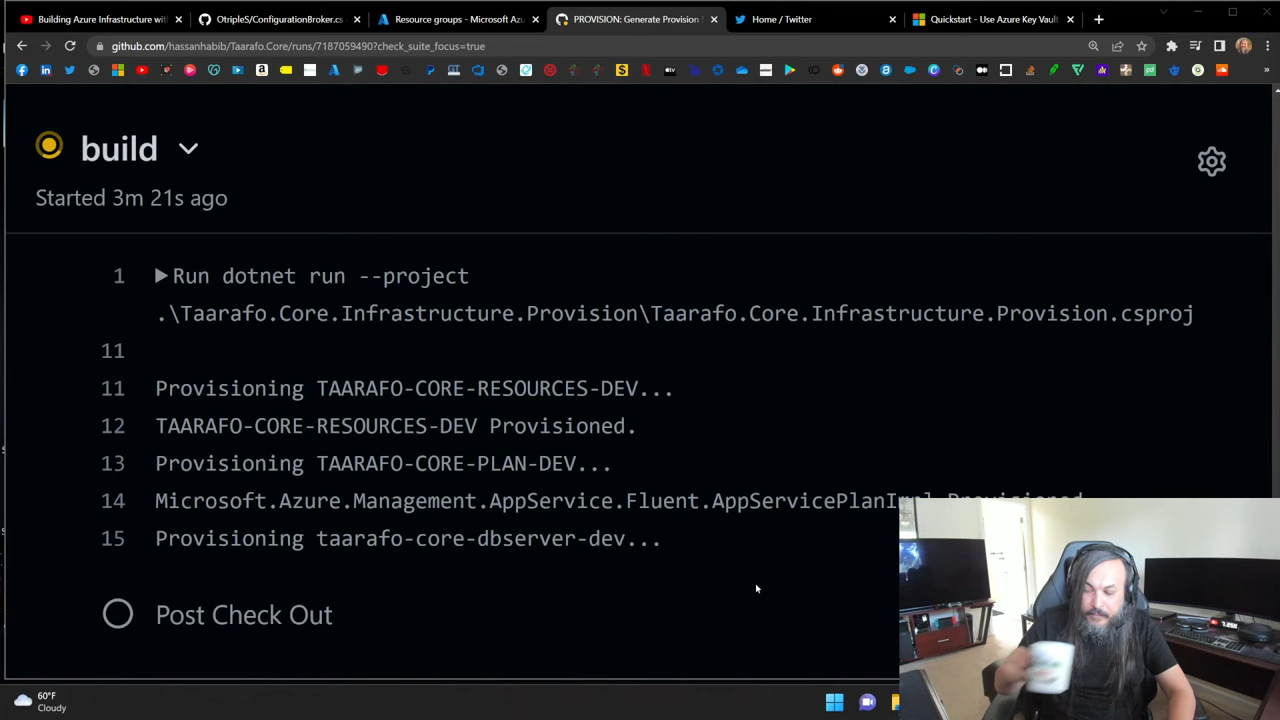 Building Azure Infrastructure wit
OtripleS/ConfigurationBroker.cs
Resource groups - Microsoft Azu
PROVISION: Generate Provision S
Home / Twitter
Quickstart - Use Azure Key Vault
github.com/hassanhabib/Taarafo.Core/runs/7187059490?check_suite_focus=true
build
Started 3m 21s ago
1 Run dotnet run --project
.\Taarafo.Core.Infrastructure.Provision\Taarafo.Core.Infrastructure.Provision.csproj
11
11 Provisioning TAARAFO-CORE-RESOURCES-DEV...
12 TAARAFO-CORE-RESOURCES-DEV Provisioned.
13 Provisioning TAARAFO-CORE-PLAN-DEV...
14 Microsoft.Azure.Management.AppService.Fluent.AppServicePlanImpl Provisioned
15 Provisioning taarafo-core-dbserver-dev...
Post Check Out
60°F
Cloudy